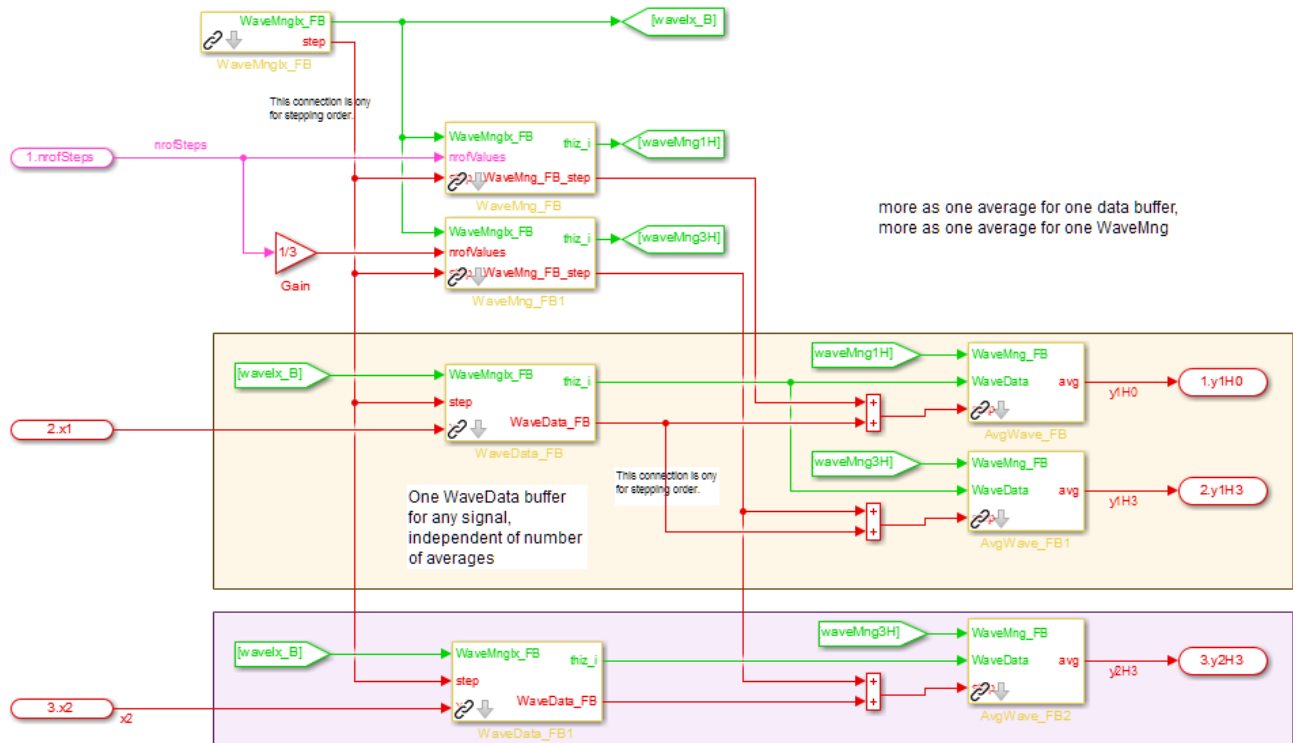 WaveMngIx_FB
step
WaveMngIx_FB
[waveIx_B]
This connection is ony
for stepping order.
1.nrofSteps
nrofSteps
WaveMngIx_FB
thiz_i
nrofValues
WaveMng_FB_step
WaveMng_FB
[waveMng1H]
1/3
Gain
WaveMngIx_FB
thiz_i
nrofValues
WaveMng_FB_step
WaveMng_FB1
[waveMng3H]
more as one average for one data buffer,
more as one average for one WaveMng
[waveIx_B]
2.x1
WaveMngIx_FB
thiz_i
step
WaveData_FB
WaveData_FB
One WaveData buffer
for any signal,
independent of number
of averages
This connection is ony
for stepping order.
waveMng1H]
+
+
WaveMng_FB
WaveData
avg
AvgWave_FB
y1H0
1.y1H0
waveMng3H]
+
+
WaveMng_FB
WaveData
avg
AvgWave_FB1
y1H3
2.y1H3
[waveIx_B]
3.x2
x2
WaveMngIx_FB
thiz_i
step
WaveData_FB
WaveData_FB1
waveMng3H]
+
+
WaveMng_FB
WaveData
avg
AvgWave_FB2
y2H3
3.y2H3